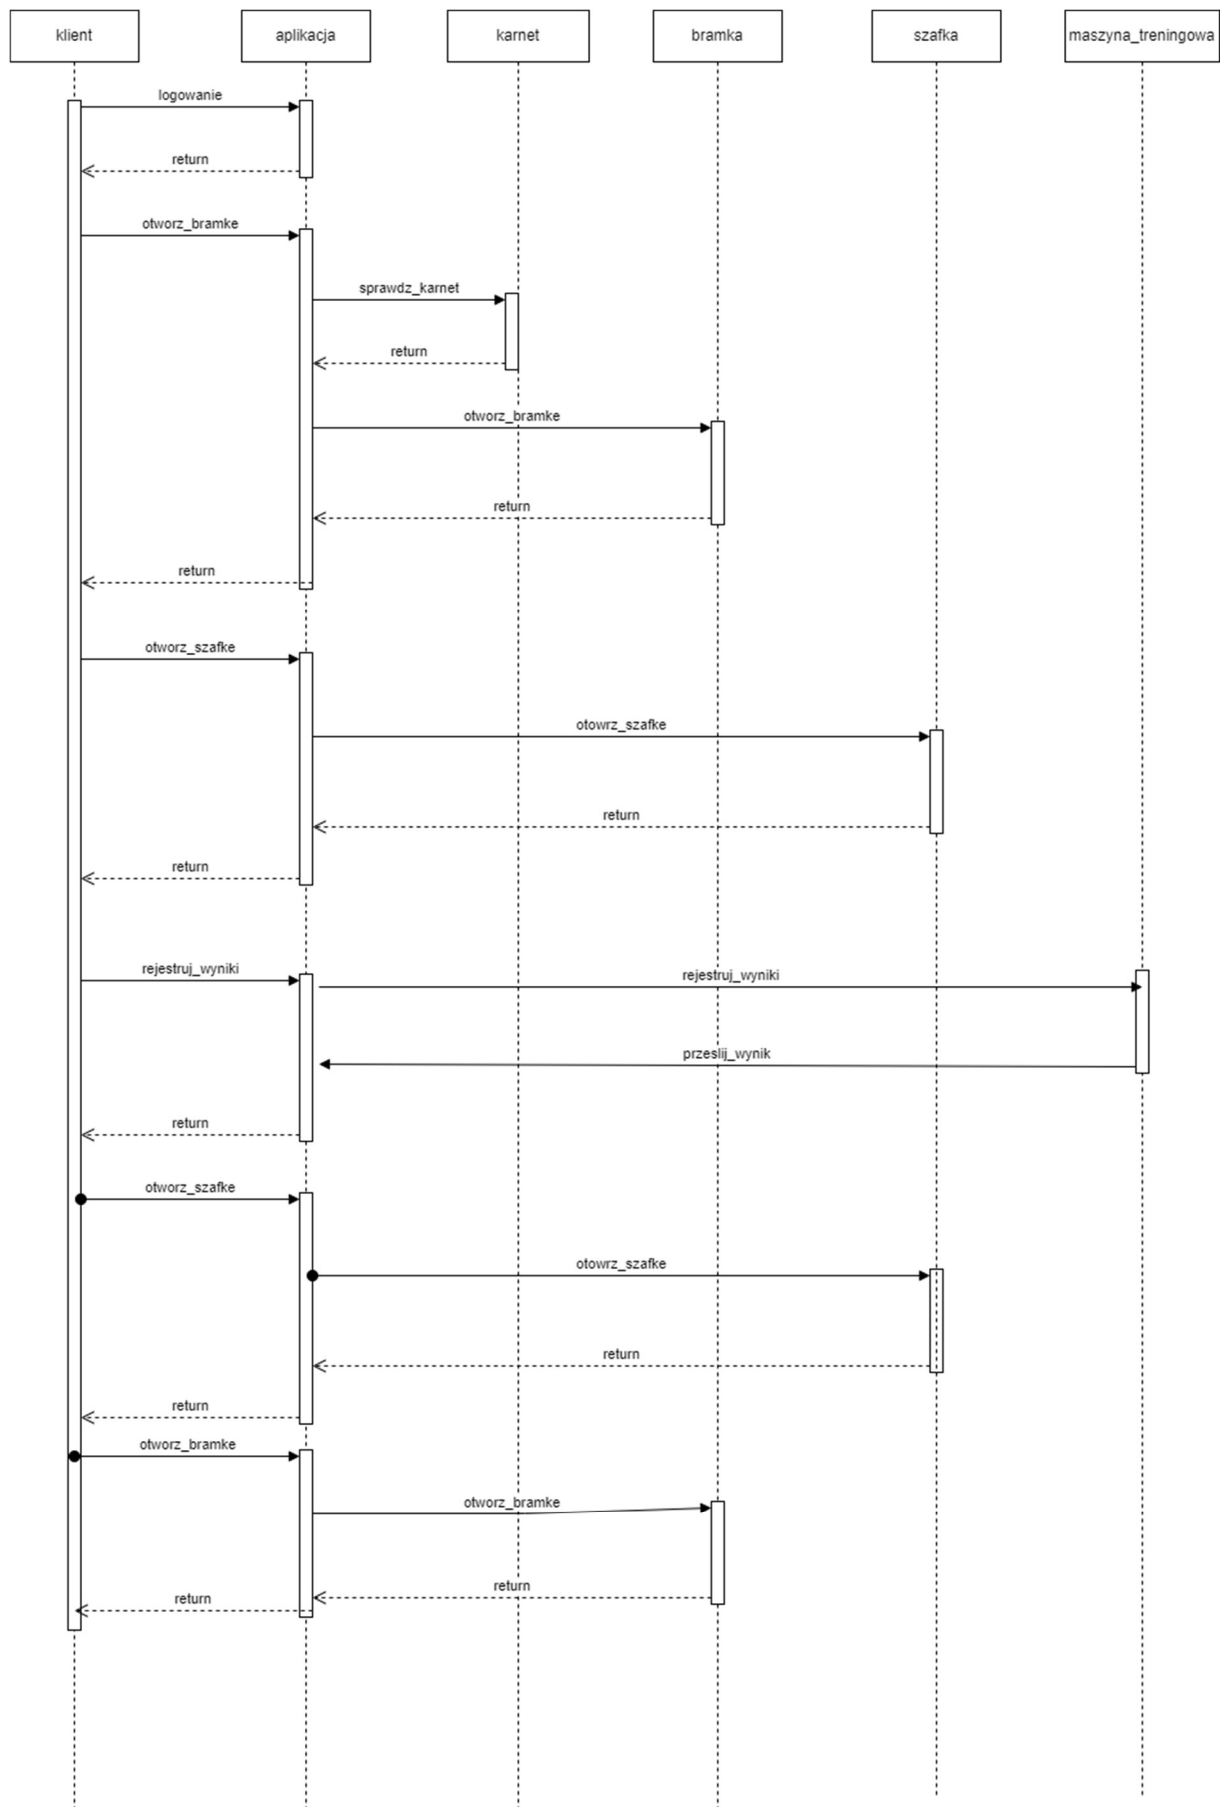 klient
aplikacja
karnet
bramka
szafka
maszyna_treningowa
logowanie
return
otworz_bramke
sprawdz_karnet
return
otworz_bramke
return
return
otworz_szafke
otowrz_szafke
return
return
rejestruj_wyniki
rejestruj_wyniki
przeslij_wynik
return
otworz_szafke
otowrz_szafke
return
return
otworz_bramke
otworz_bramke
return
return